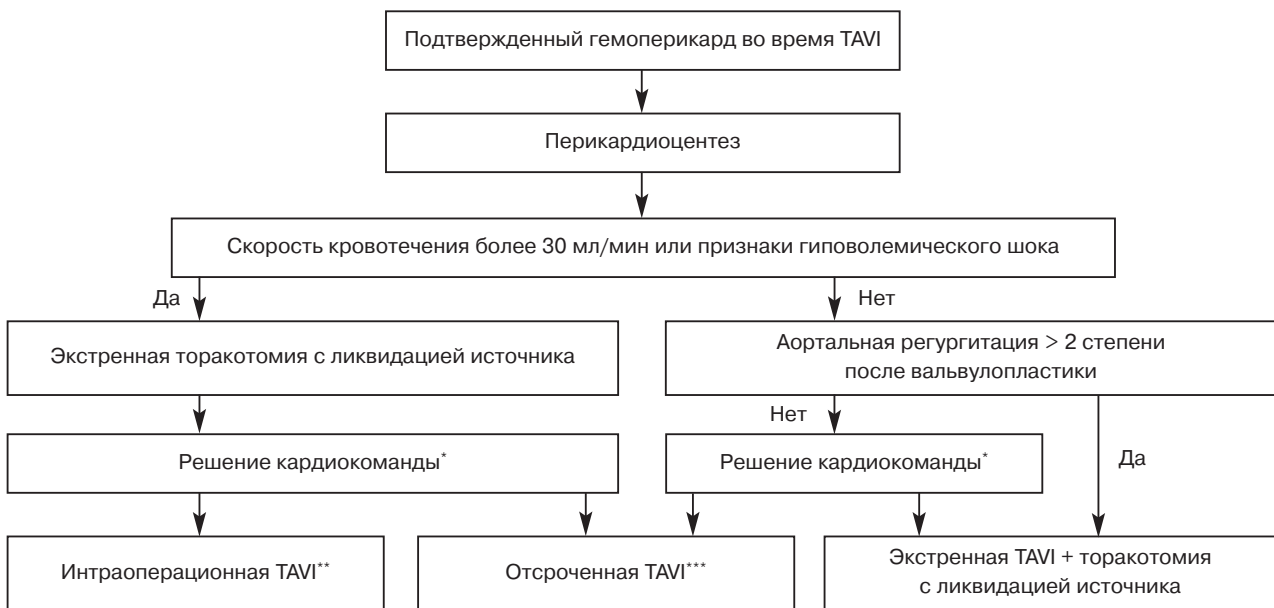 Подтвержденный гемоперикард во время TAVI
Перикардиоцентез
Скорость кровотечения более 30 мл/мин или признаки гиповолемического шока
Да
Нет
Экстренная торакотомия с ликвидацией источника
Аортальная регургитация > 2 степени
после вальвулопластики
Нет
Да
Решение кардиокоманды*
Решение кардиокоманды*
Интраоперационная TAVI**
Отсроченная TAVI***
Экстренная TAVI + торакотомия
с ликвидацией источника